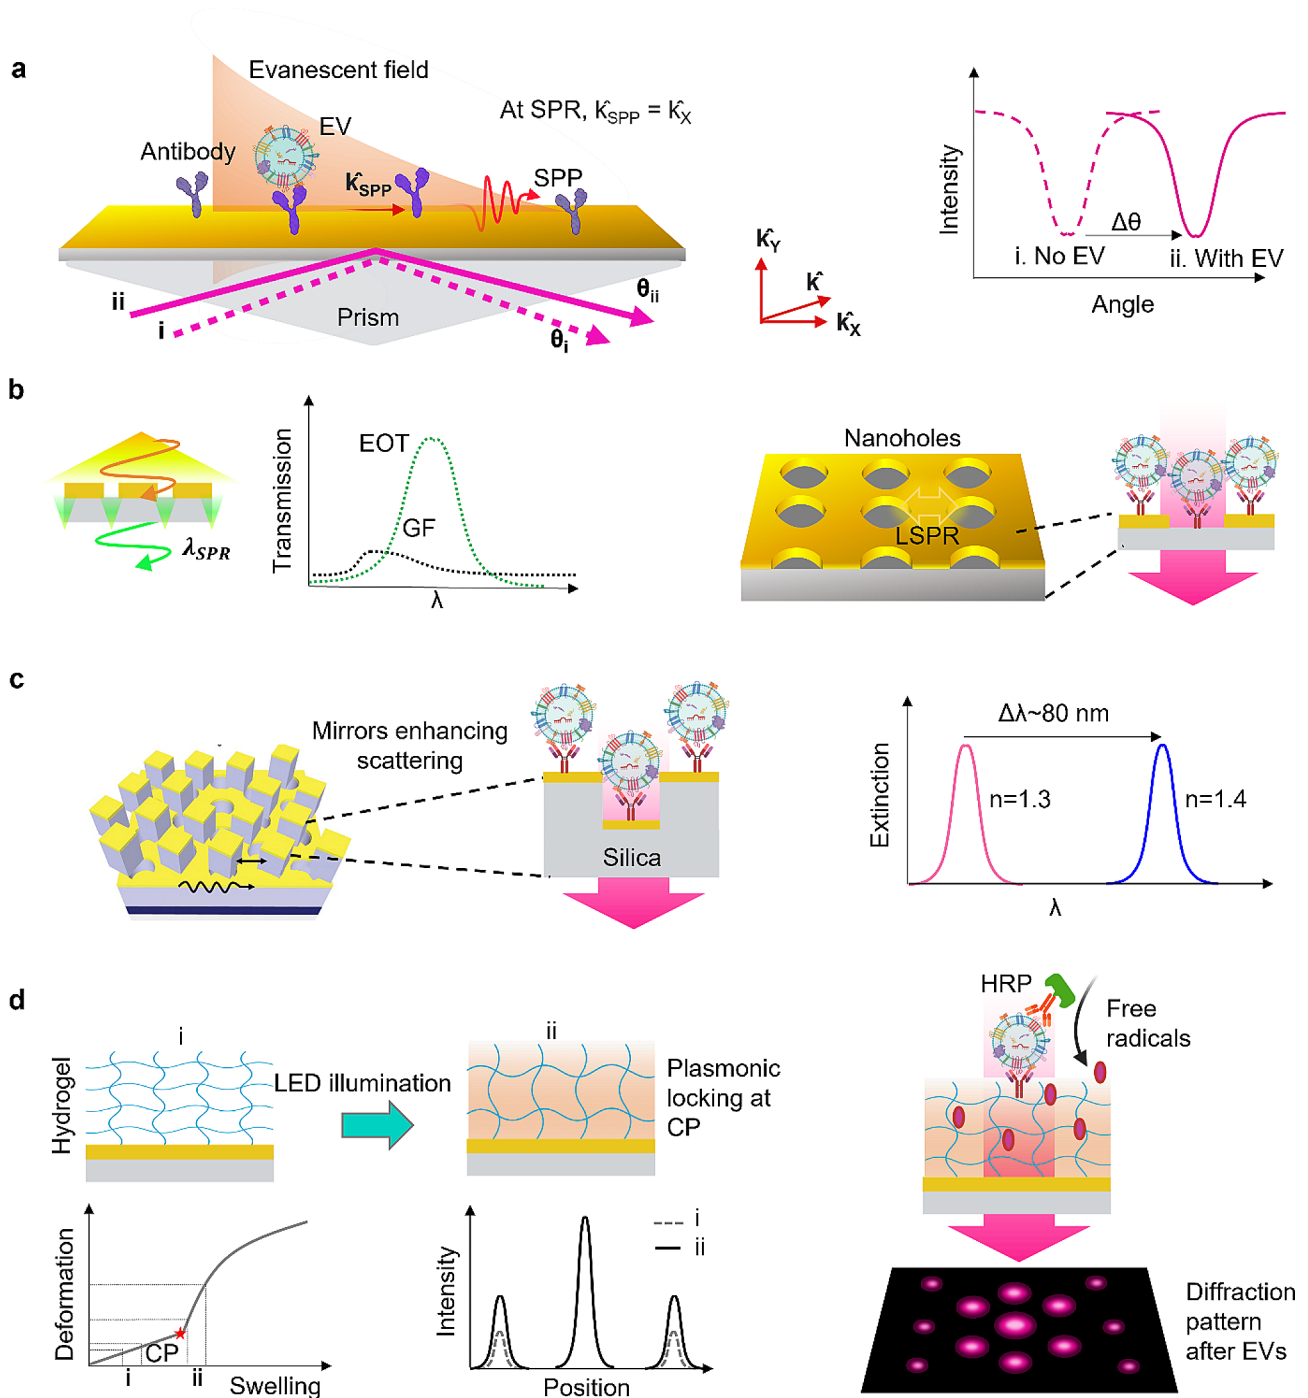 a
Evanescent field
At SPR, k̂SPP = k̂X
EV
Antibody
k̂SPP
SPP
ii
i
Prism
θii
θi
k̂Y
k̂
k̂X
Intensity
Δθ
i. No EV
ii. With EV
Angle
b
λSPR
Transmission
EOT
GF
λ
Nanoholes
LSPR
c
Mirrors enhancing
scattering
Silica
Extinction
Δλ~80 nm
n=1.3
n=1.4
λ
d
i
Hydrogel
LED illumination
ii
Plasmonic
locking at
CP
HRP
Free
radicals
Deformation
CP
i
ii
Swelling
Intensity
i
ii
Position
Diffraction
pattern
after EVs